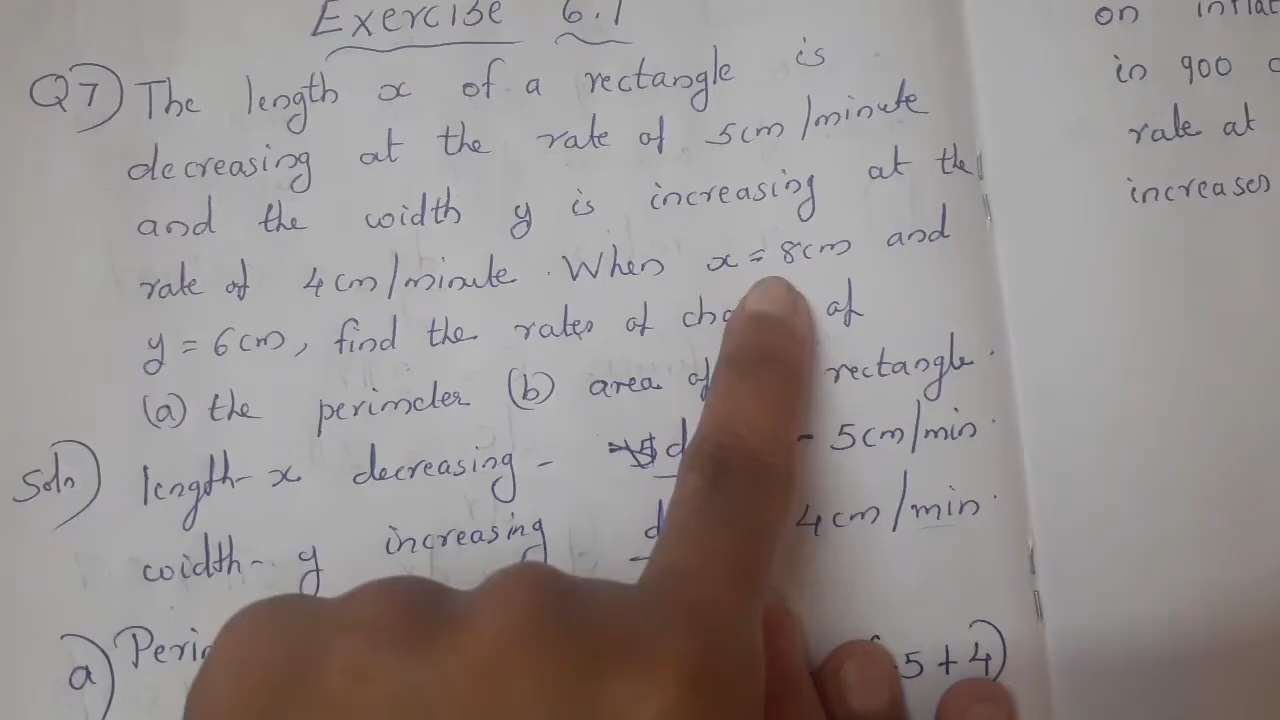 Exercise 6.1
Q7) The length x of a rectangle is
decreasing at the rate of 5cm/minute
and the width y is increasing at the
rate of 4cm/minute. When x = 8cm and
y = 6cm, find the rates of of
(a) the perimeter (b) area of rectangle.
Soln) length- x decreasing - - 5cm/min.
width- y increasing 4cm/min.
a) 5+4)
on
in 900
rate at
increases